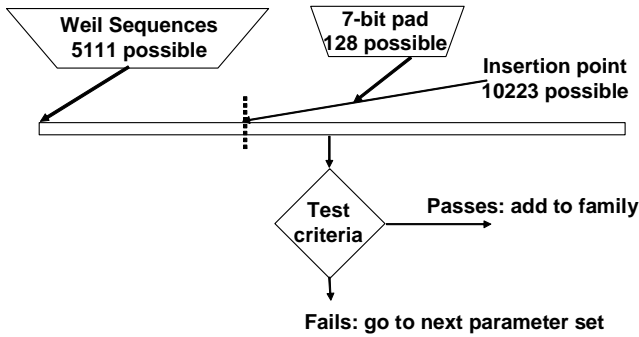 Weil Sequences
5111 possible
7-bit pad
128 possible
Insertion point
10223 possible
Test
criteria
Passes: add to family
Fails: go to next parameter set